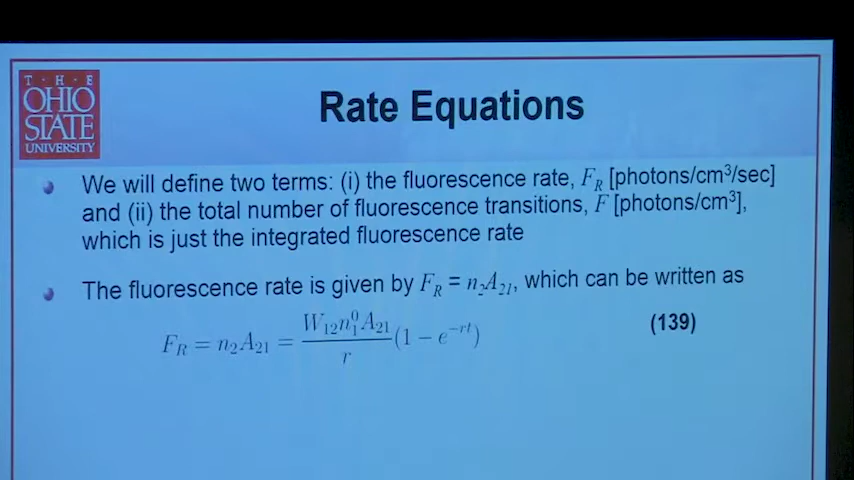 T · H · E
OHIO
STATE
UNIVERSITY
Rate Equations
We will define two terms: (i) the fluorescence rate, F_R [photons/cm³/sec]
and (ii) the total number of fluorescence transitions, F [photons/cm³],
which is just the integrated fluorescence rate
The fluorescence rate is given by F_R = n₂A₂₁, which can be written as
F_R = n₂A₂₁ = \frac{W₁₂n₁⁰A₂₁}{r}(1 − e^{−rt}) (139)